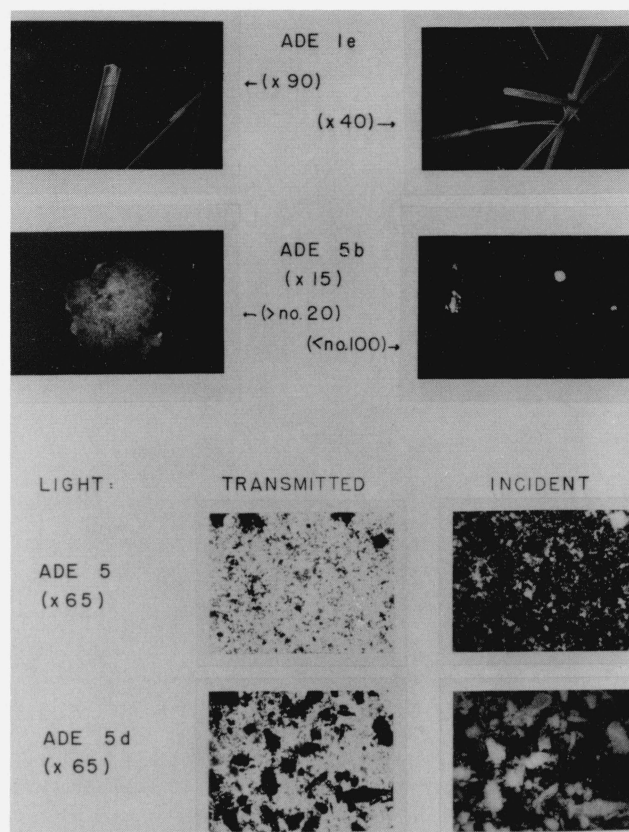 ADE 1e
←(x 90)
(x 40)→
ADE 5b
(x 15)
←(>no. 20)
(<no.100)→
LIGHT: TRANSMITTED INCIDENT
ADE 5
(x 65)
ADE 5d
(x 65)